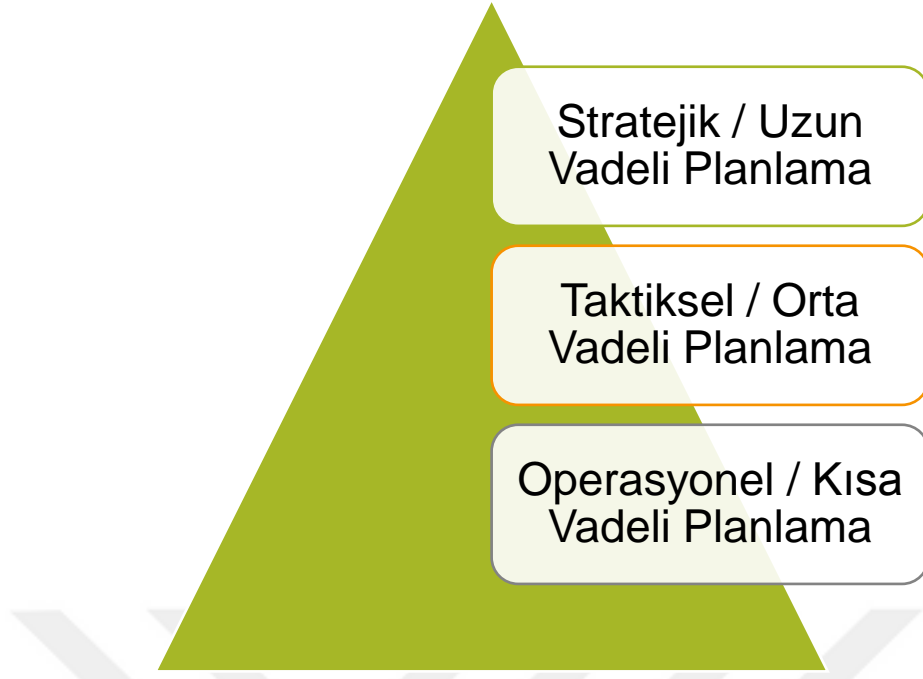 Stratejik / Uzun
Vadeli Planlama
Taktiksel / Orta
Vadeli Planlama
Operasyonel / Kısa
Vadeli Planlama